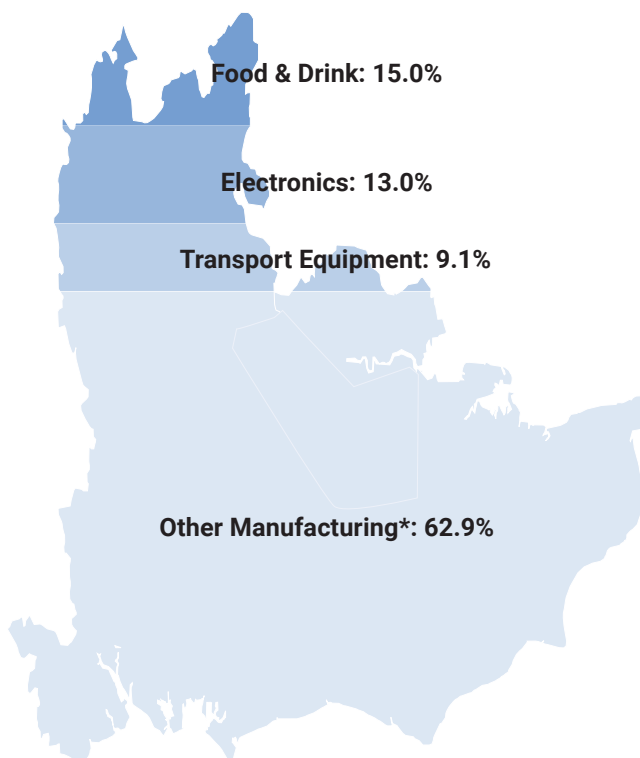 Food & Drink: 15.0%
Electronics: 13.0%
Transport Equipment: 9.1%
Other Manufacturing*: 62.9%